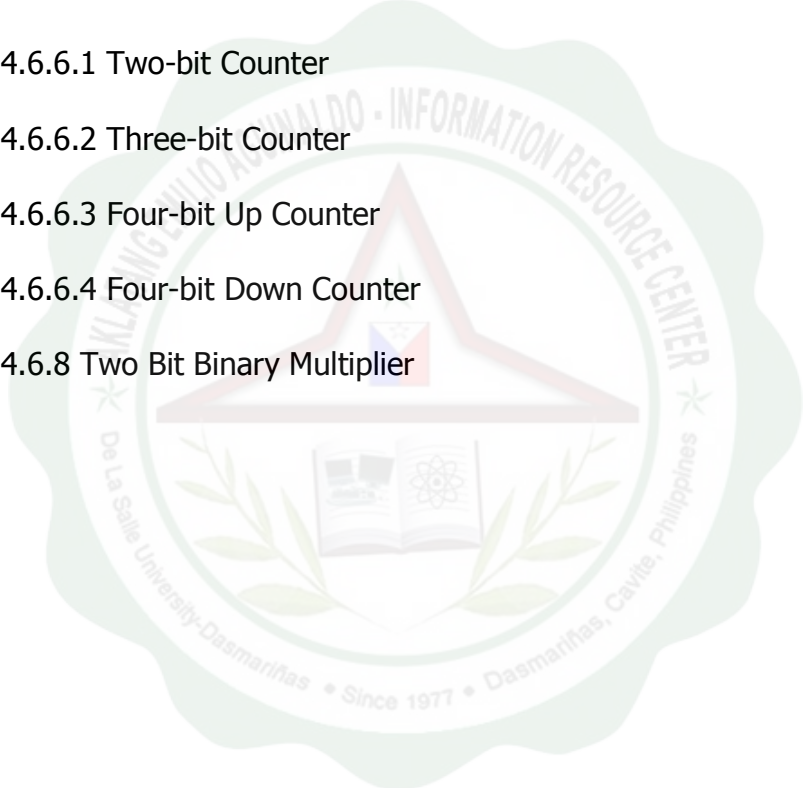 4.6.6.1 Two-bit Counter
4.6.6.2 Three-bit Counter
4.6.6.3 Four-bit Up Counter
4.6.6.4 Four-bit Down Counter
4.6.8 Two Bit Binary Multiplier
AKLATANG EMILIO AGUINALDO - INFORMATION RESOURCE CENTER
De La Salle University-Dasmariñas • Since 1977 • Dasmariñas, Cavite, Philippines